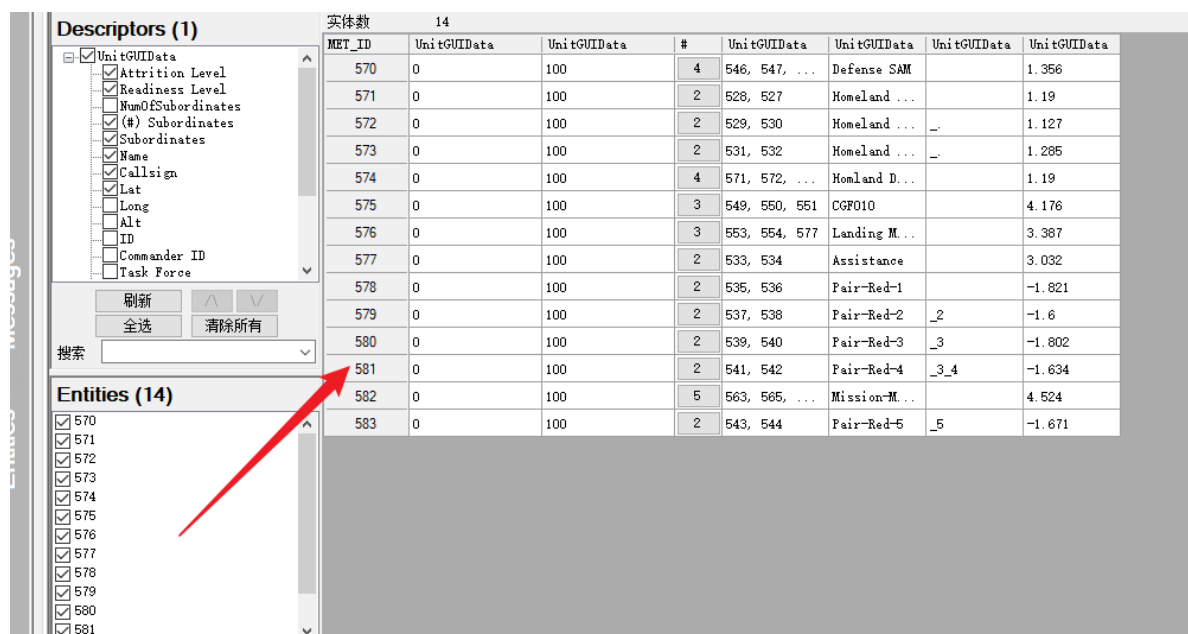 Descriptors (1)
UnitGUIData
Attrition Level
Readiness Level
NumOfSubordinates
(#) Subordinates
Subordinates
Name
Callsign
Lat
Long
Alt
ID
Commander ID
Task Force
刷新 /\ \/
全选 清除所有
搜索
Entities (14)
570
571
572
573
574
575
576
577
578
579
580
581
实体数 14
MET_ID UnitGUIData UnitGUIData # UnitGUIData UnitGUIData UnitGUIData UnitGUIData
570 0 100 4 546, 547, ... Defense SAM 1.356
571 0 100 2 528, 527 Homeland ... 1.19
572 0 100 2 529, 530 Homeland ... _. 1.127
573 0 100 2 531, 532 Homeland ... _. 1.285
574 0 100 4 571, 572, ... Homland D... 1.19
575 0 100 3 549, 550, 551 CGF010 4.176
576 0 100 3 553, 554, 577 Landing M... 3.387
577 0 100 2 533, 534 Assistance 3.032
578 0 100 2 535, 536 Pair-Red-1 -1.821
579 0 100 2 537, 538 Pair-Red-2 _2 -1.6
580 0 100 2 539, 540 Pair-Red-3 _3 -1.802
581 0 100 2 541, 542 Pair-Red-4 _3_4 -1.634
582 0 100 5 563, 565, ... Mission-M... 4.524
583 0 100 2 543, 544 Pair-Red-5 _5 -1.671